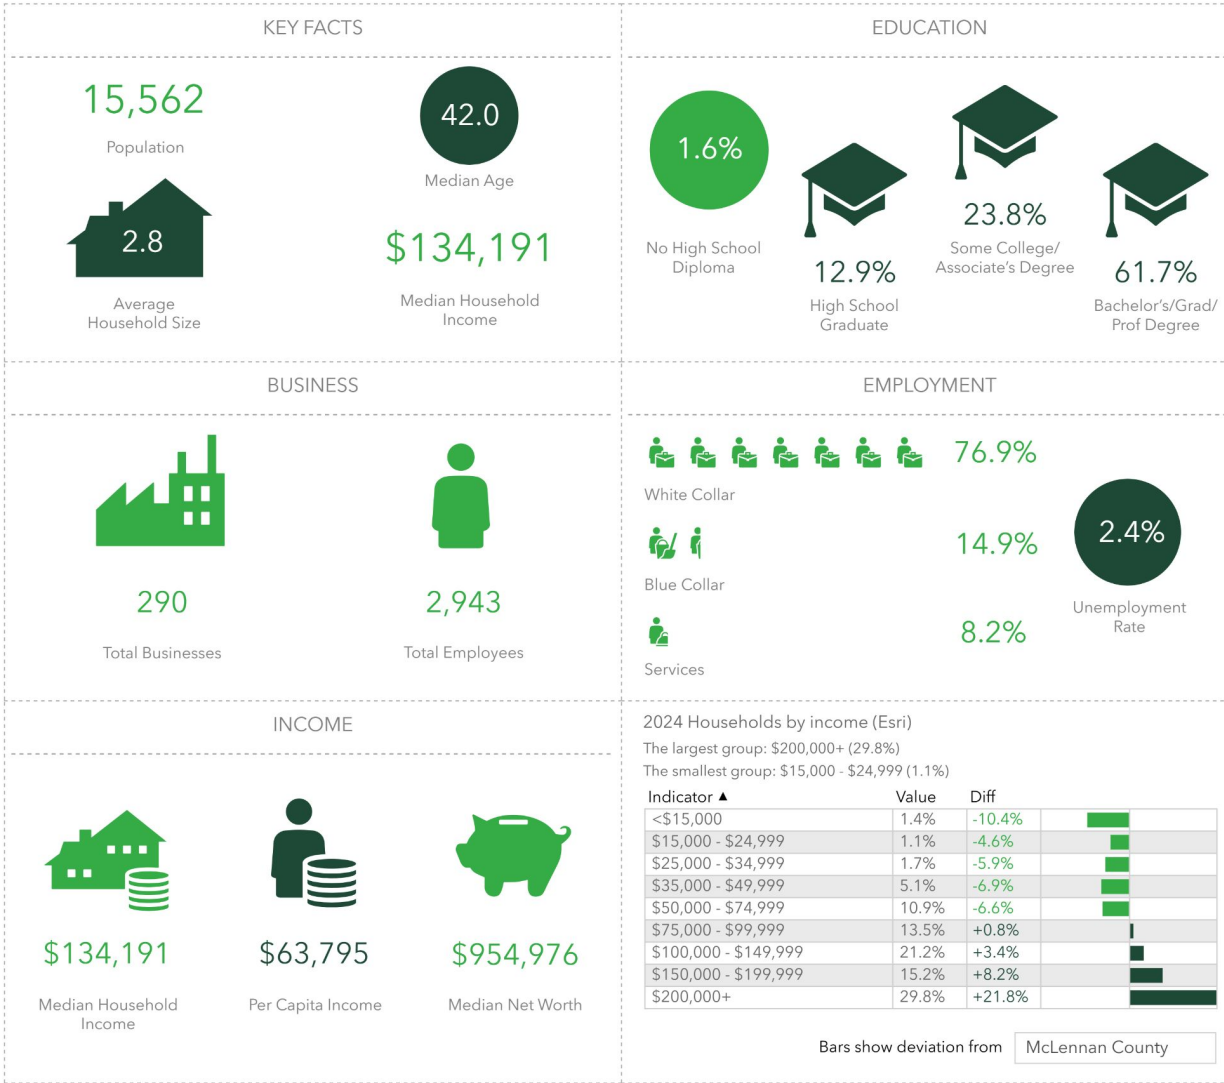 KEY FACTS
15,562
Population
42.0
Median Age
2.8
Average
Household Size
$134,191
Median Household
Income
EDUCATION
1.6%
No High School
Diploma
12.9%
High School
Graduate
23.8%
Some College/
Associate's Degree
61.7%
Bachelor's/Grad/
Prof Degree
BUSINESS
290
Total Businesses
2,943
Total Employees
EMPLOYMENT
76.9%
White Collar
14.9%
Blue Collar
8.2%
Services
2.4%
Unemployment
Rate
INCOME
$134,191
Median Household
Income
$63,795
Per Capita Income
$954,976
Median Net Worth
2024 Households by income (Esri)
The largest group: $200,000+ (29.8%)
The smallest group: $15,000 - $24,999 (1.1%)
Indicator ▲ Value Diff
<$15,000 1.4% -10.4%
$15,000 - $24,999 1.1% -4.6%
$25,000 - $34,999 1.7% -5.9%
$35,000 - $49,999 5.1% -6.9%
$50,000 - $74,999 10.9% -6.6%
$75,000 - $99,999 13.5% +0.8%
$100,000 - $149,999 21.2% +3.4%
$150,000 - $199,999 15.2% +8.2%
$200,000+ 29.8% +21.8%
Bars show deviation from McLennan County